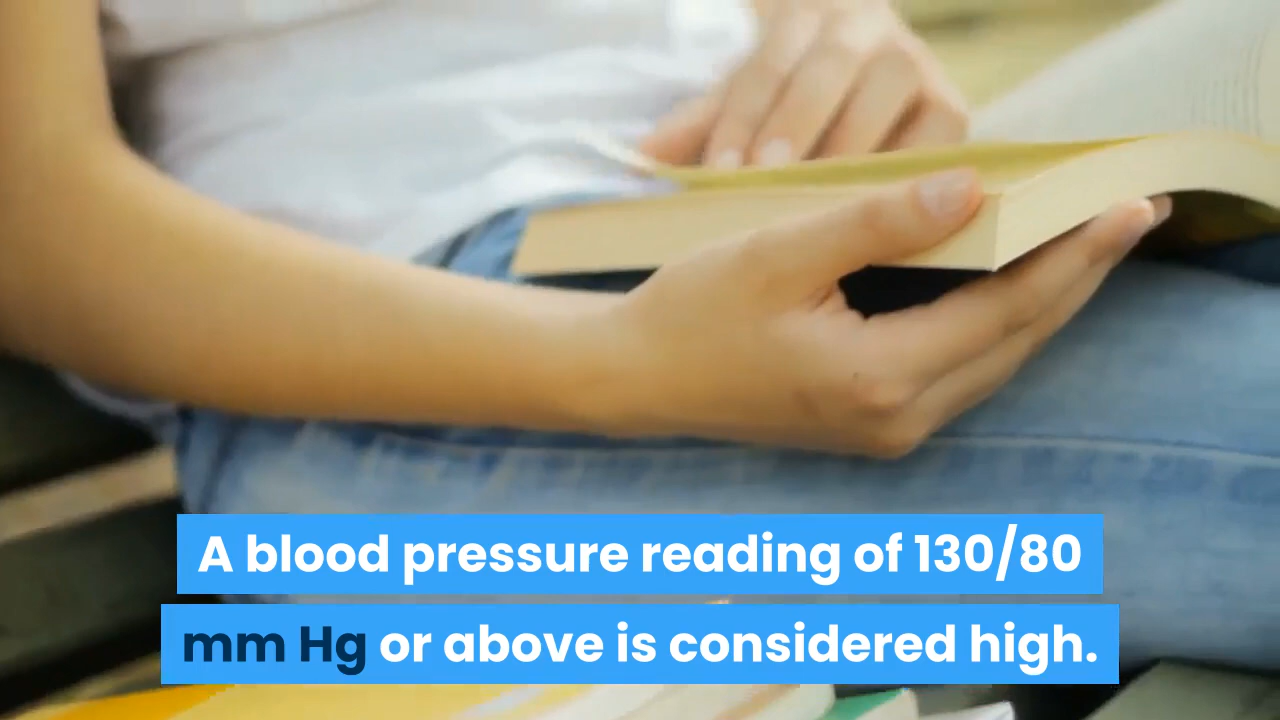 A blood pressure reading of 130/80
mm Hg or above is considered high.